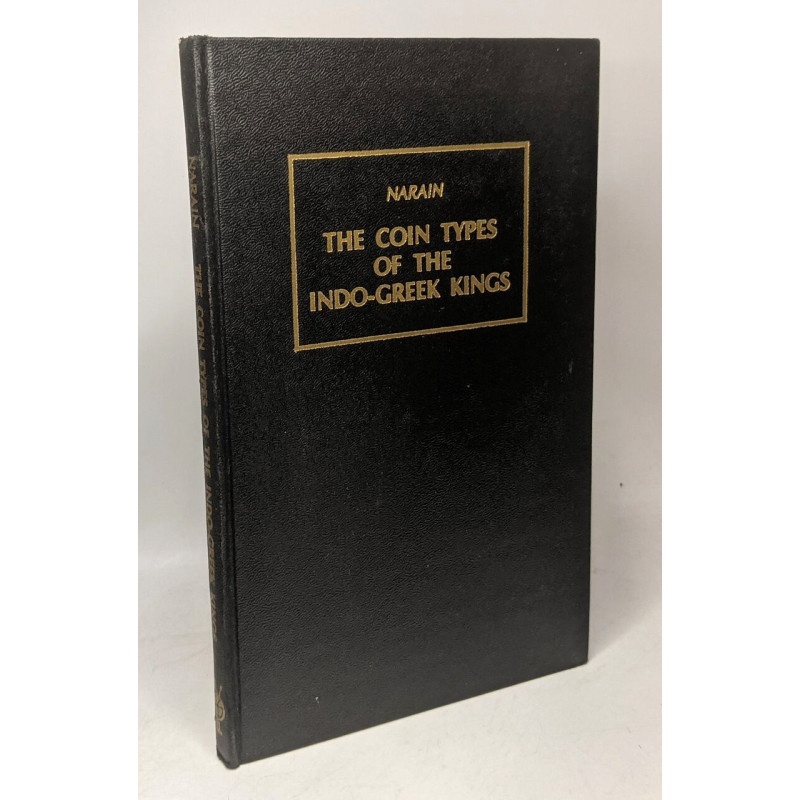 NARAIN
THE COIN TYPES
OF THE
INDO-GREEK KINGS
NARAIN THE COIN TYPES OF THE INDO-GREEK KINGS